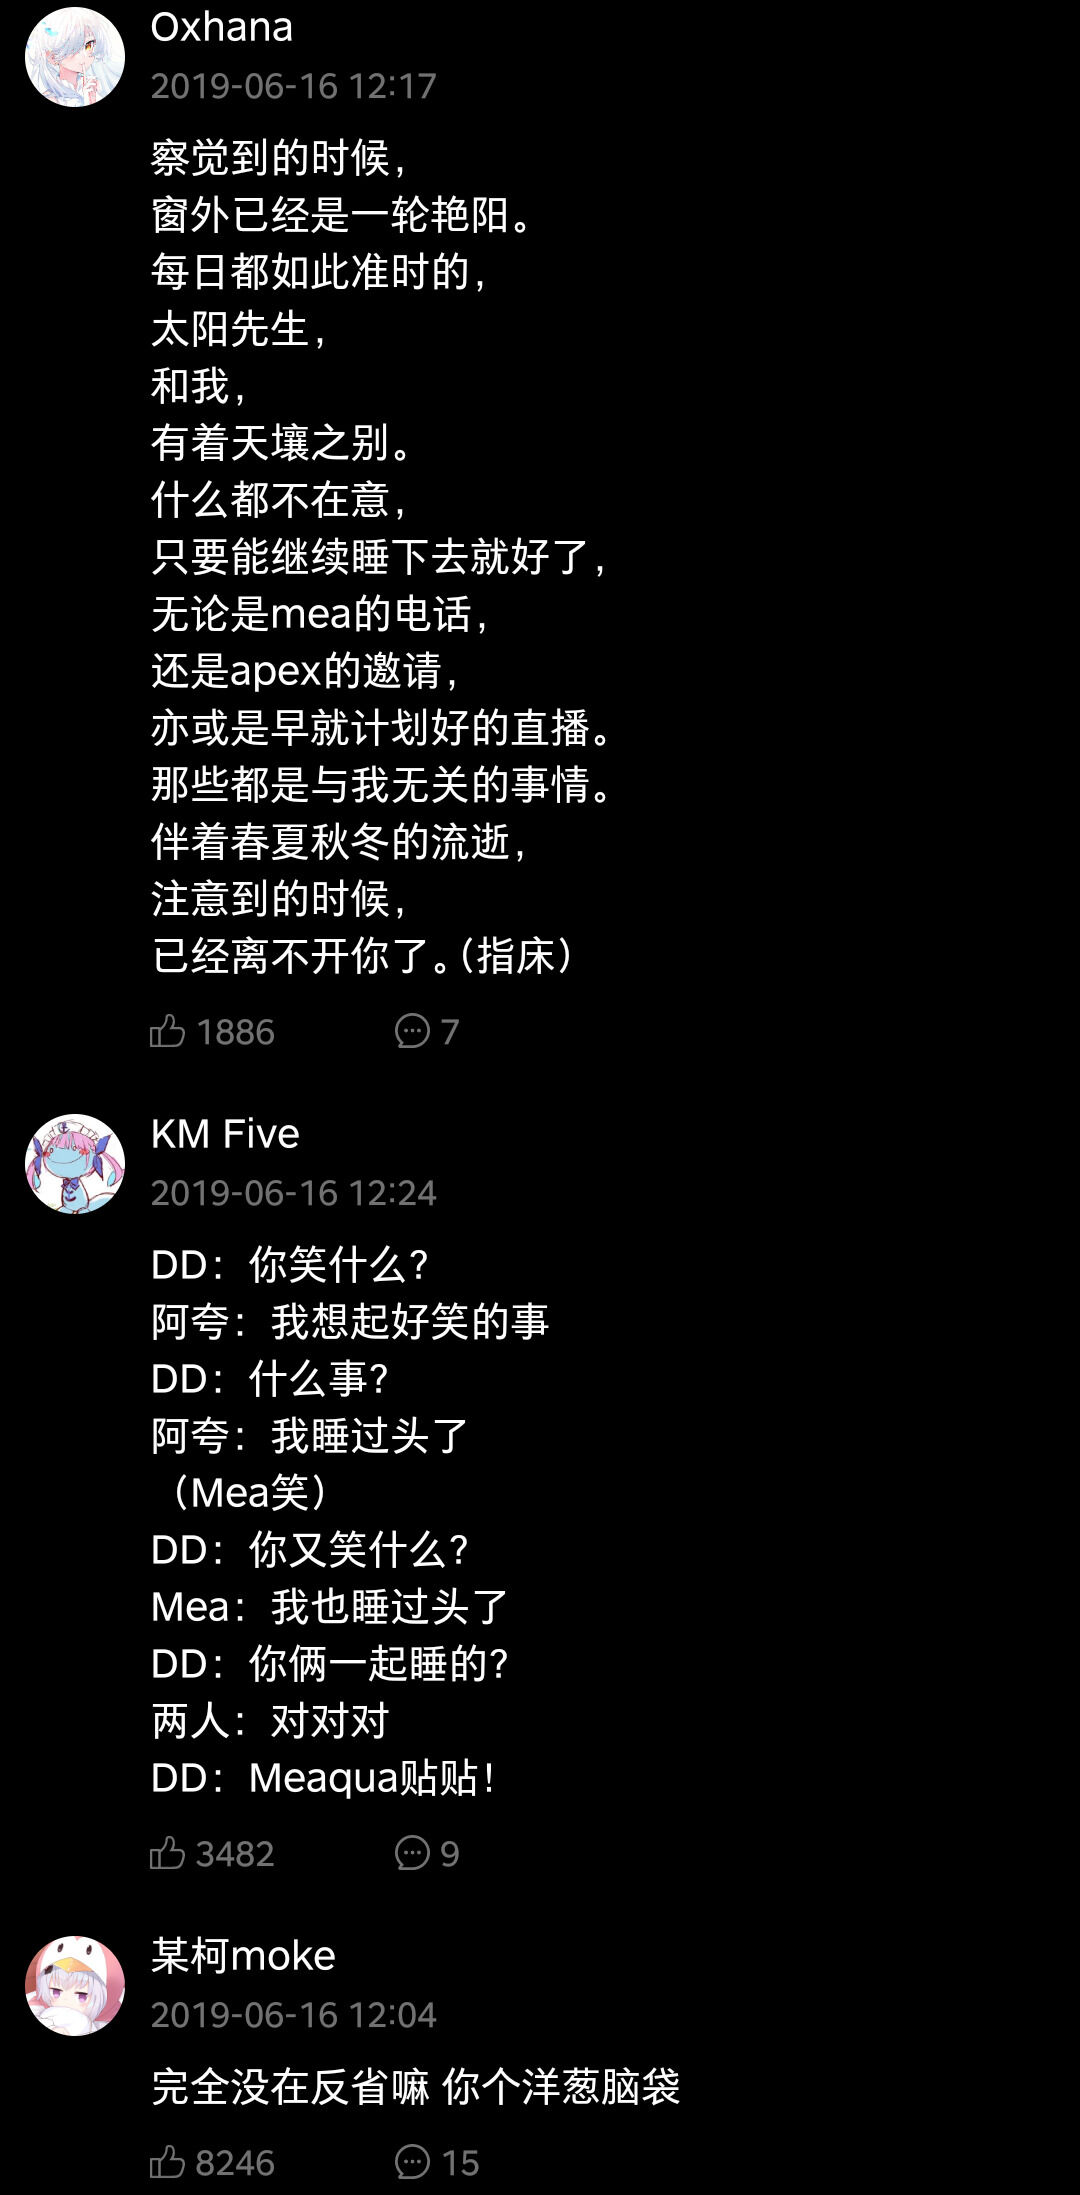 Oxhana
2019-06-16 12:17
察觉到的时候，
窗外已经是一轮艳阳。
每日都如此准时的，
太阳先生，
和我，
有着天壤之别。
什么都不在意，
只要能继续睡下去就好了，
无论是mea的电话，
还是apex的邀请，
亦或是早就计划好的直播。
那些都是与我无关的事情。
伴着春夏秋冬的流逝，
注意到的时候，
已经离不开你了。（指床）
1886 7
KM Five
2019-06-16 12:24
DD：你笑什么？
阿夸：我想起好笑的事
DD：什么事？
阿夸：我睡过头了
（Mea笑）
DD：你又笑什么？
Mea：我也睡过头了
DD：你俩一起睡的？
两人：对对对
DD：Meaqua贴贴！
3482 9
某柯moke
2019-06-16 12:04
完全没在反省嘛 你个洋葱脑袋
8246 15